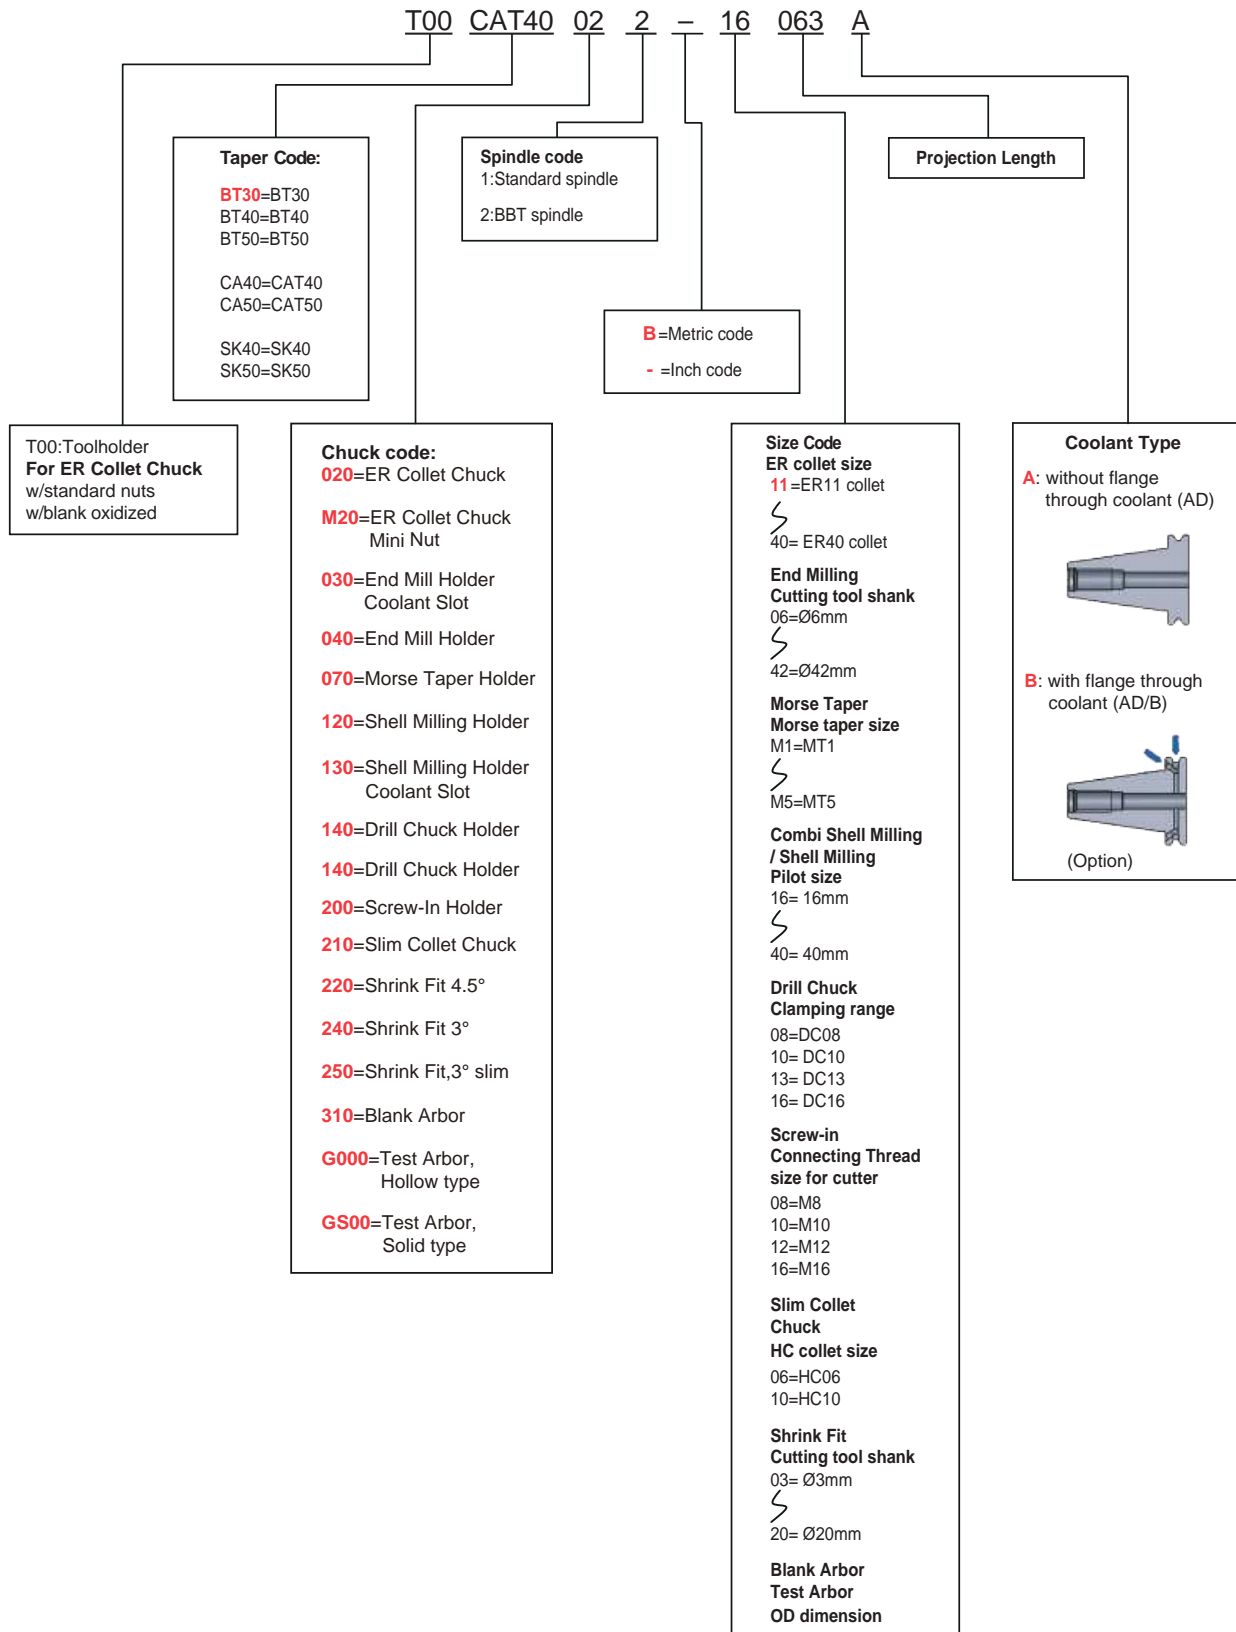 T00 CAT40 02 2 – 16 063 A
Taper Code:
BT30=BT30
BT40=BT40
BT50=BT50
CA40=CAT40
CA50=CAT50
SK40=SK40
SK50=SK50
Spindle code
1:Standard spindle
2:BBT spindle
Projection Length
B=Metric code
- =Inch code
T00:Toolholder
For ER Collet Chuck
w/standard nuts
w/blank oxidized
Chuck code:
020=ER Collet Chuck
M20=ER Collet Chuck
Mini Nut
030=End Mill Holder
Coolant Slot
040=End Mill Holder
070=Morse Taper Holder
120=Shell Milling Holder
130=Shell Milling Holder
Coolant Slot
140=Drill Chuck Holder
140=Drill Chuck Holder
200=Screw-In Holder
210=Slim Collet Chuck
220=Shrink Fit 4.5°
240=Shrink Fit 3°
250=Shrink Fit,3° slim
310=Blank Arbor
G000=Test Arbor,
Hollow type
GS00=Test Arbor,
Solid type
Size Code
ER collet size
11=ER11 collet
40= ER40 collet
End Milling
Cutting tool shank
06=Ø6mm
42=Ø42mm
Morse Taper
Morse taper size
M1=MT1
M5=MT5
Combi Shell Milling
/ Shell Milling
Pilot size
16= 16mm
40= 40mm
Drill Chuck
Clamping range
08=DC08
10= DC10
13= DC13
16= DC16
Screw-in
Connecting Thread
size for cutter
08=M8
10=M10
12=M12
16=M16
Slim Collet
Chuck
HC collet size
06=HC06
10=HC10
Shrink Fit
Cutting tool shank
03= Ø3mm
20= Ø20mm
Blank Arbor
Test Arbor
OD dimension
Coolant Type
A: without flange
through coolant (AD)
B: with flange through
coolant (AD/B)
(Option)